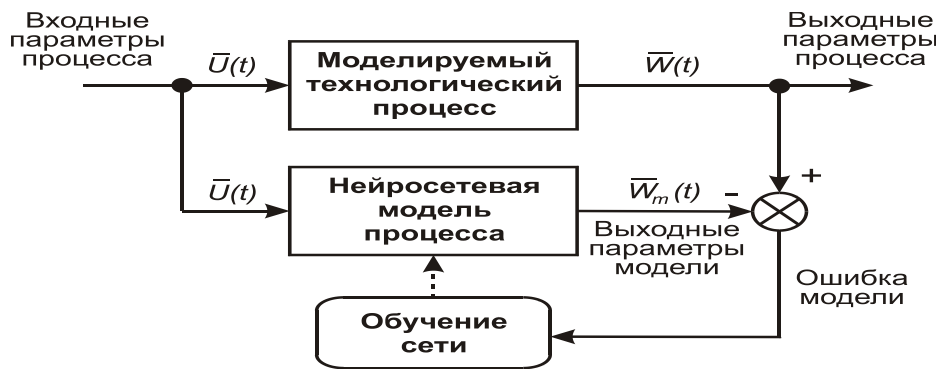 Входные
параметры
процесса
U̅(t)
Моделируемый
технологический
процесс
W̅(t)
Выходные
параметры
процесса
U̅(t)
Нейросетевая
модель
процесса
W̅m(t)
-
+
Выходные
параметры
модели
Ошибка
модели
Обучение
сети